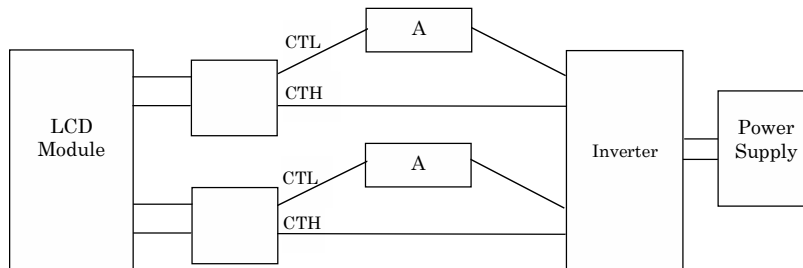 CTL
A
CTH
LCD
Module
Inverter
Power
Supply
CTL
A
CTH